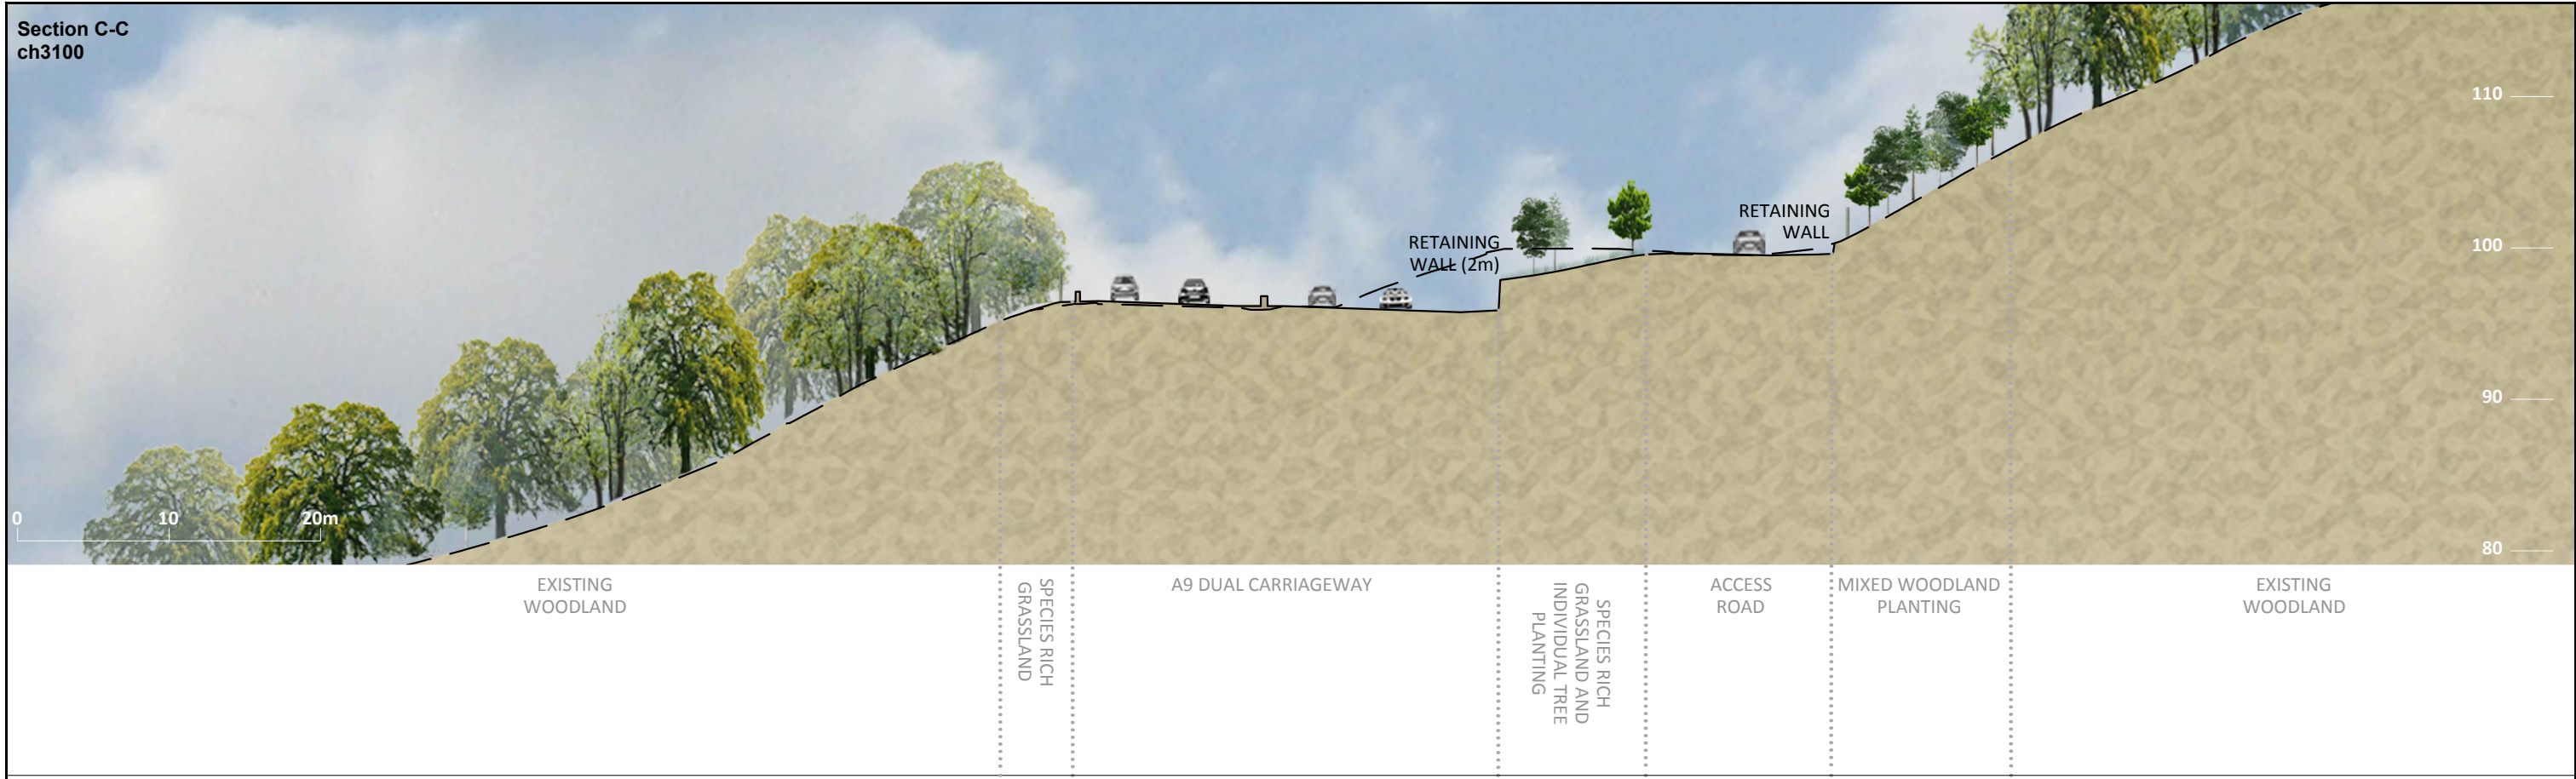 Section C-C
ch3100
110
RETAINING
WALL
RETAINING
WALL (2m)
100
90
0 10 20m
80
EXISTING
WOODLAND
SPECIES RICH
GRASSLAND
A9 DUAL CARRIAGEWAY
SPECIES RICH
GRASSLAND AND
INDIVIDUAL TREE
PLANTING
ACCESS
ROAD
MIXED WOODLAND
PLANTING
EXISTING
WOODLAND